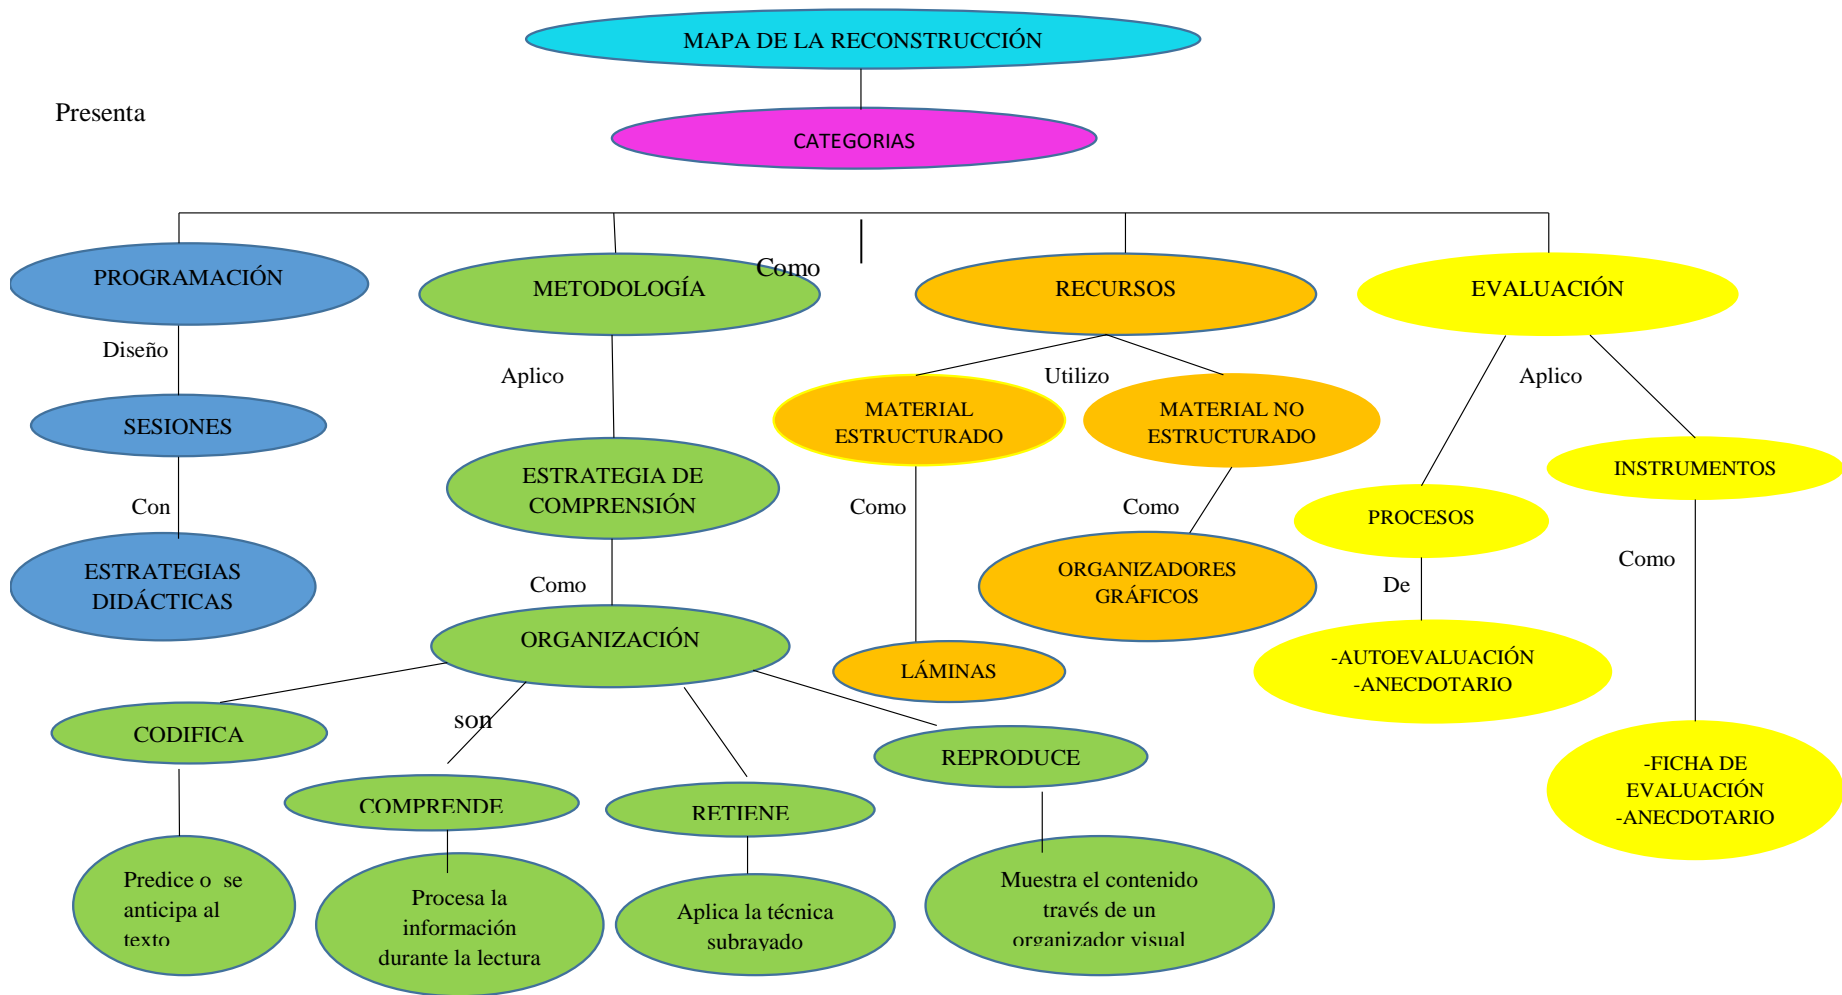 MAPA DE LA RECONSTRUCCIÓN
Presenta
CATEGORIAS
Como
PROGRAMACIÓN
METODOLOGÍA
RECURSOS
EVALUACIÓN
Diseño
Aplico
Utilizo
Aplico
SESIONES
MATERIAL
ESTRUCTURADO
MATERIAL NO
ESTRUCTURADO
ESTRATEGIA DE
COMPRENSIÓN
INSTRUMENTOS
Con
Como
Como
PROCESOS
ESTRATEGIAS
DIDÁCTICAS
Como
ORGANIZADORES
GRÁFICOS
De
Como
ORGANIZACIÓN
LÁMINAS
-AUTOEVALUACIÓN
-ANECDOTARIO
son
CODIFICA
COMPRENDE
RETIENE
REPRODUCE
-FICHA DE
EVALUACIÓN
-ANECDOTARIO
Predice o se
anticipa al
texto
Procesa la
información
durante la lectura
Aplica la técnica
subrayado
Muestra el contenido
través de un
organizador visual